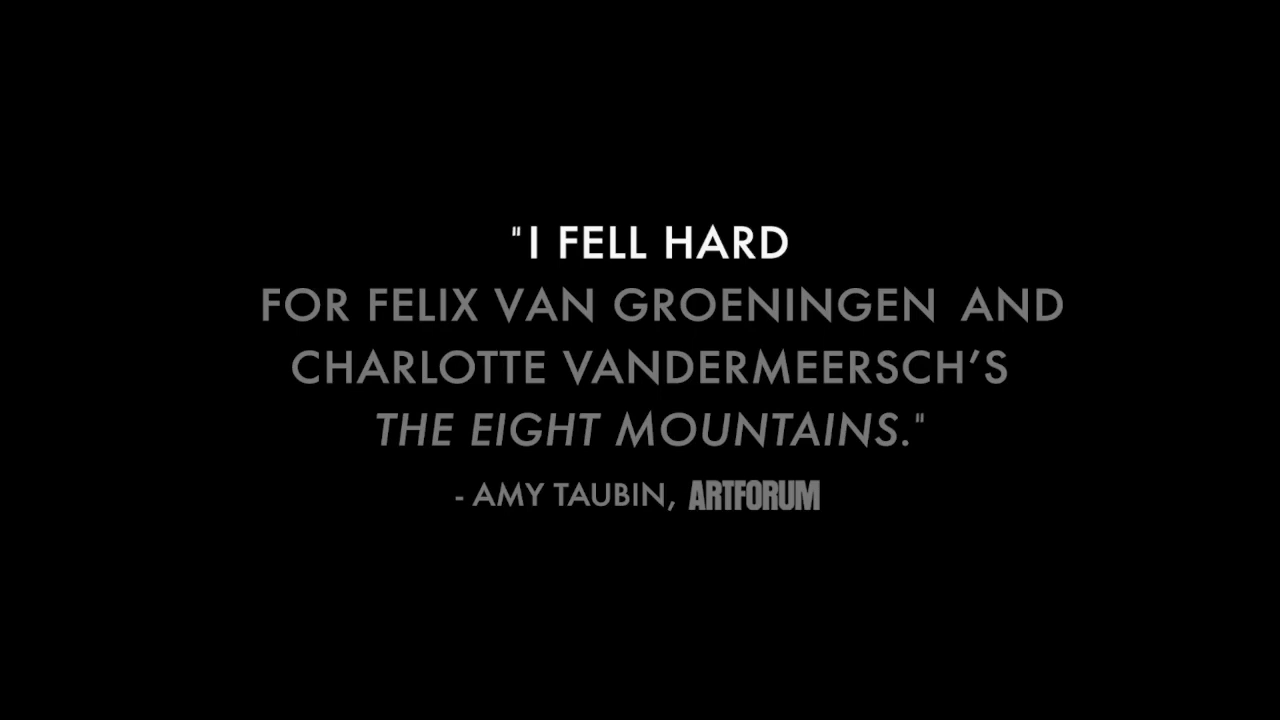 "I FELL HARD
FOR FELIX VAN GROENINGEN AND
CHARLOTTE VANDERMEERSCH’S
THE EIGHT MOUNTAINS."
- AMY TAUBIN, ARTFORUM